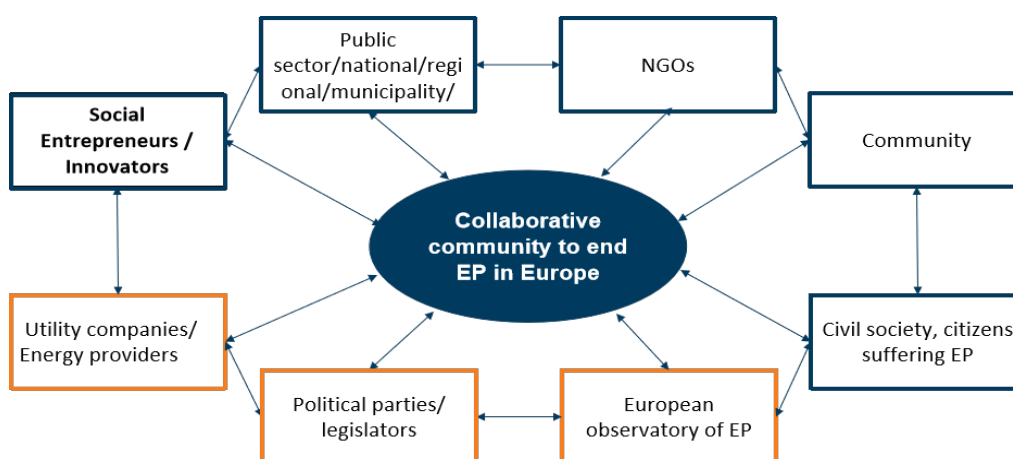 Public
sector/national/regi
onal/municipality/
NGOs
Social
Entrepreneurs /
Innovators
Community
Collaborative
community to end
EP in Europe
Utility companies/
Energy providers
Civil society, citizens
suffering EP
Political parties/
legislators
European
observatory of EP